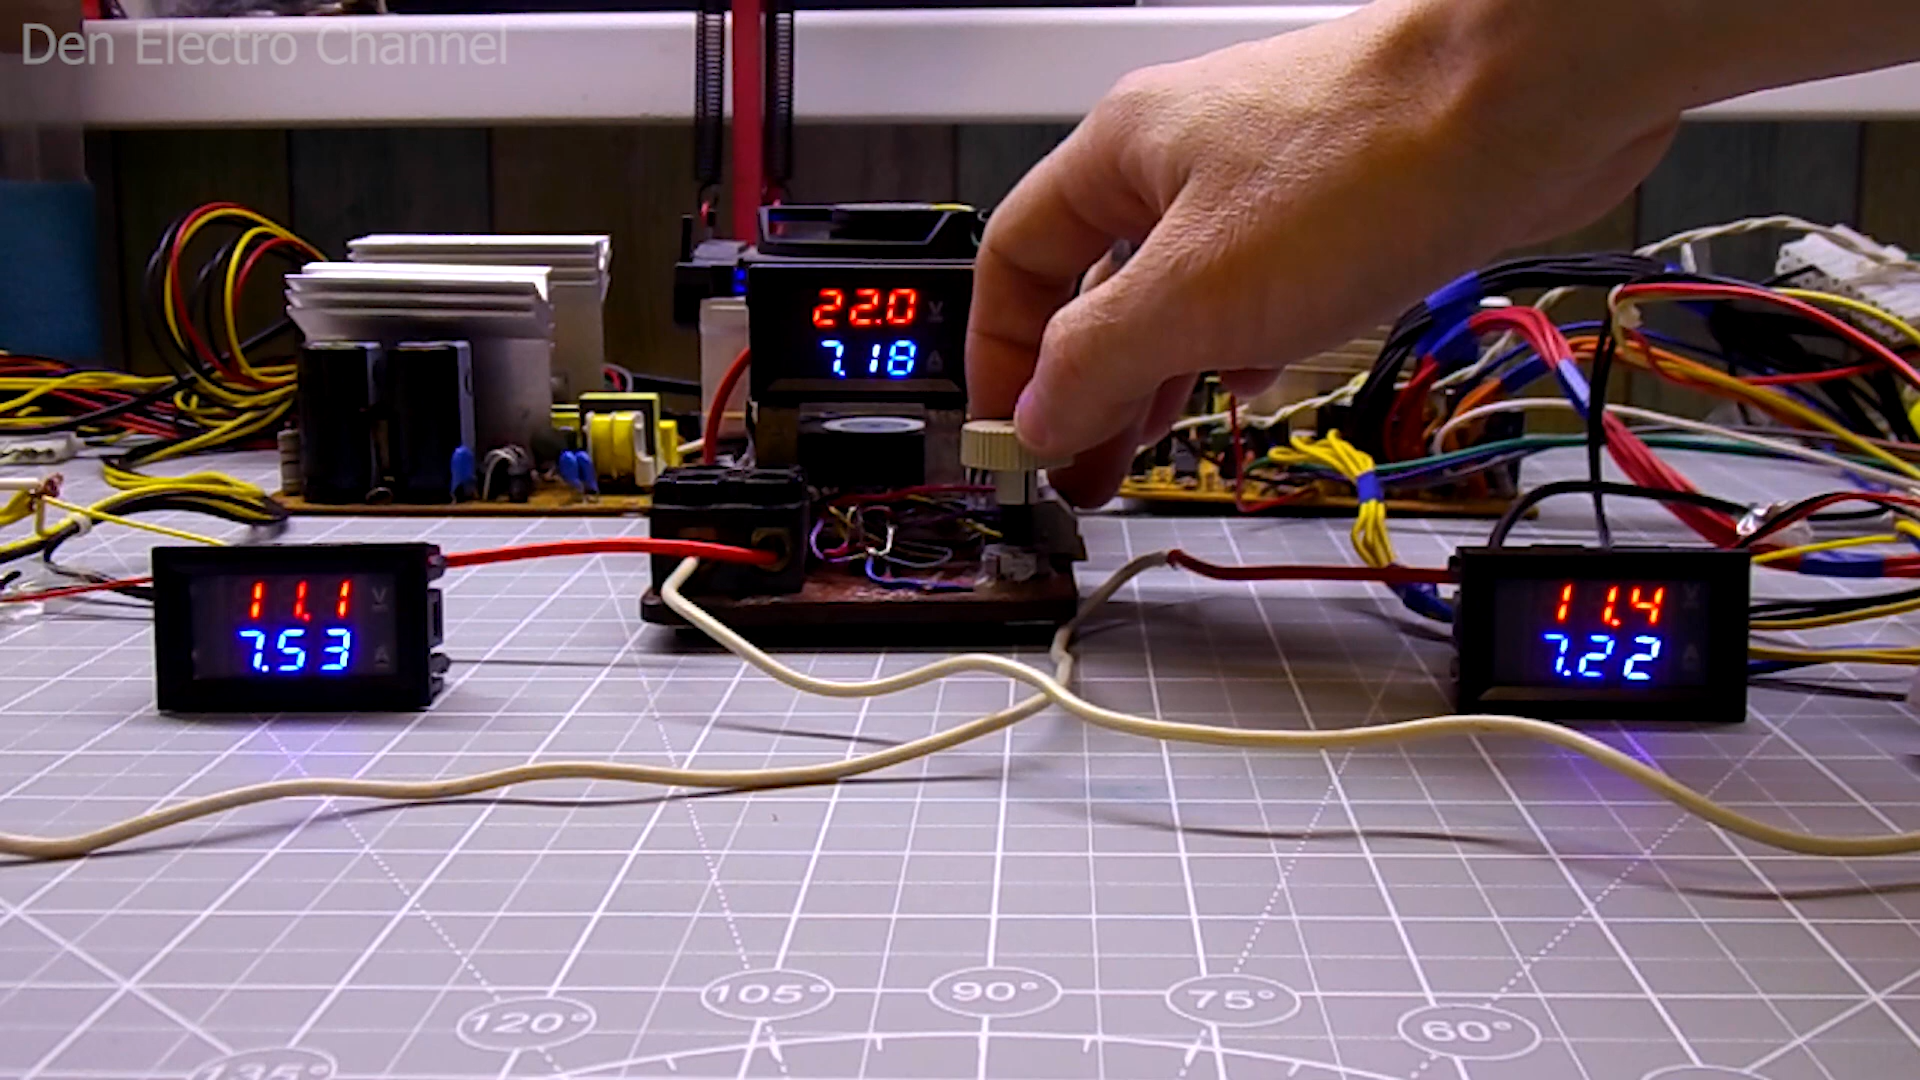 Den Electro Channel
22.0 V
7.18 A
11.1 V
7.53 A
11.4 V
7.22 A
105°
90°
75°
120°
60°
135°